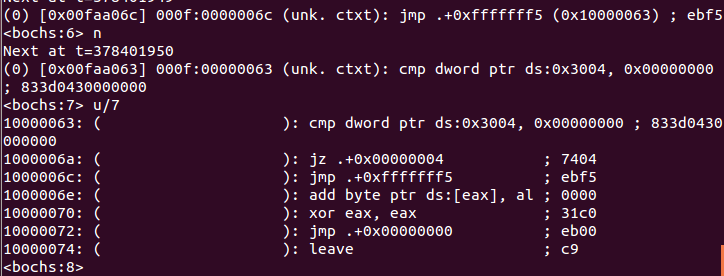 (0) [0x00faa06c] 000f:0000006c (unk. ctxt): jmp .+0xfffffff5 (0x10000063) ; ebf5
<bochs:6> n
Next at t=378401950
(0) [0x00faa063] 000f:00000063 (unk. ctxt): cmp dword ptr ds:0x3004, 0x00000000
; 833d0430000000
<bochs:7> u/7
10000063: (                    ): cmp dword ptr ds:0x3004, 0x00000000 ; 833d0430
000000
1000006a: (                    ): jz .+0x00000004           ; 7404
1000006c: (                    ): jmp .+0xfffffff5          ; ebf5
1000006e: (                    ): add byte ptr ds:[eax], al ; 0000
10000070: (                    ): xor eax, eax              ; 31c0
10000072: (                    ): jmp .+0x00000000          ; eb00
10000074: (                    ): leave                     ; c9
<bochs:8>